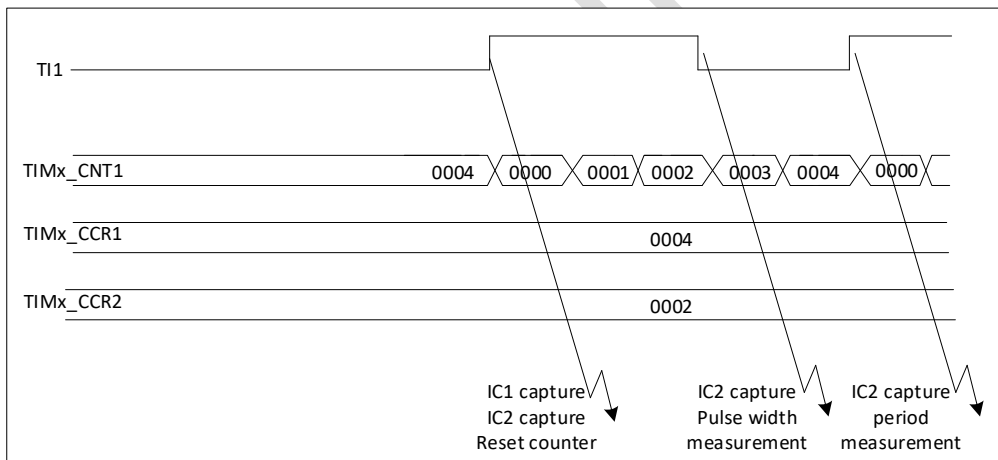 TI1
TIMx_CNT1
0004 0000 0001 0002 0003 0004 0000
TIMx_CCR1
0004
TIMx_CCR2
0002
IC1 capture
IC2 capture
Reset counter
IC2 capture
Pulse width
measurement
IC2 capture
period
measurement